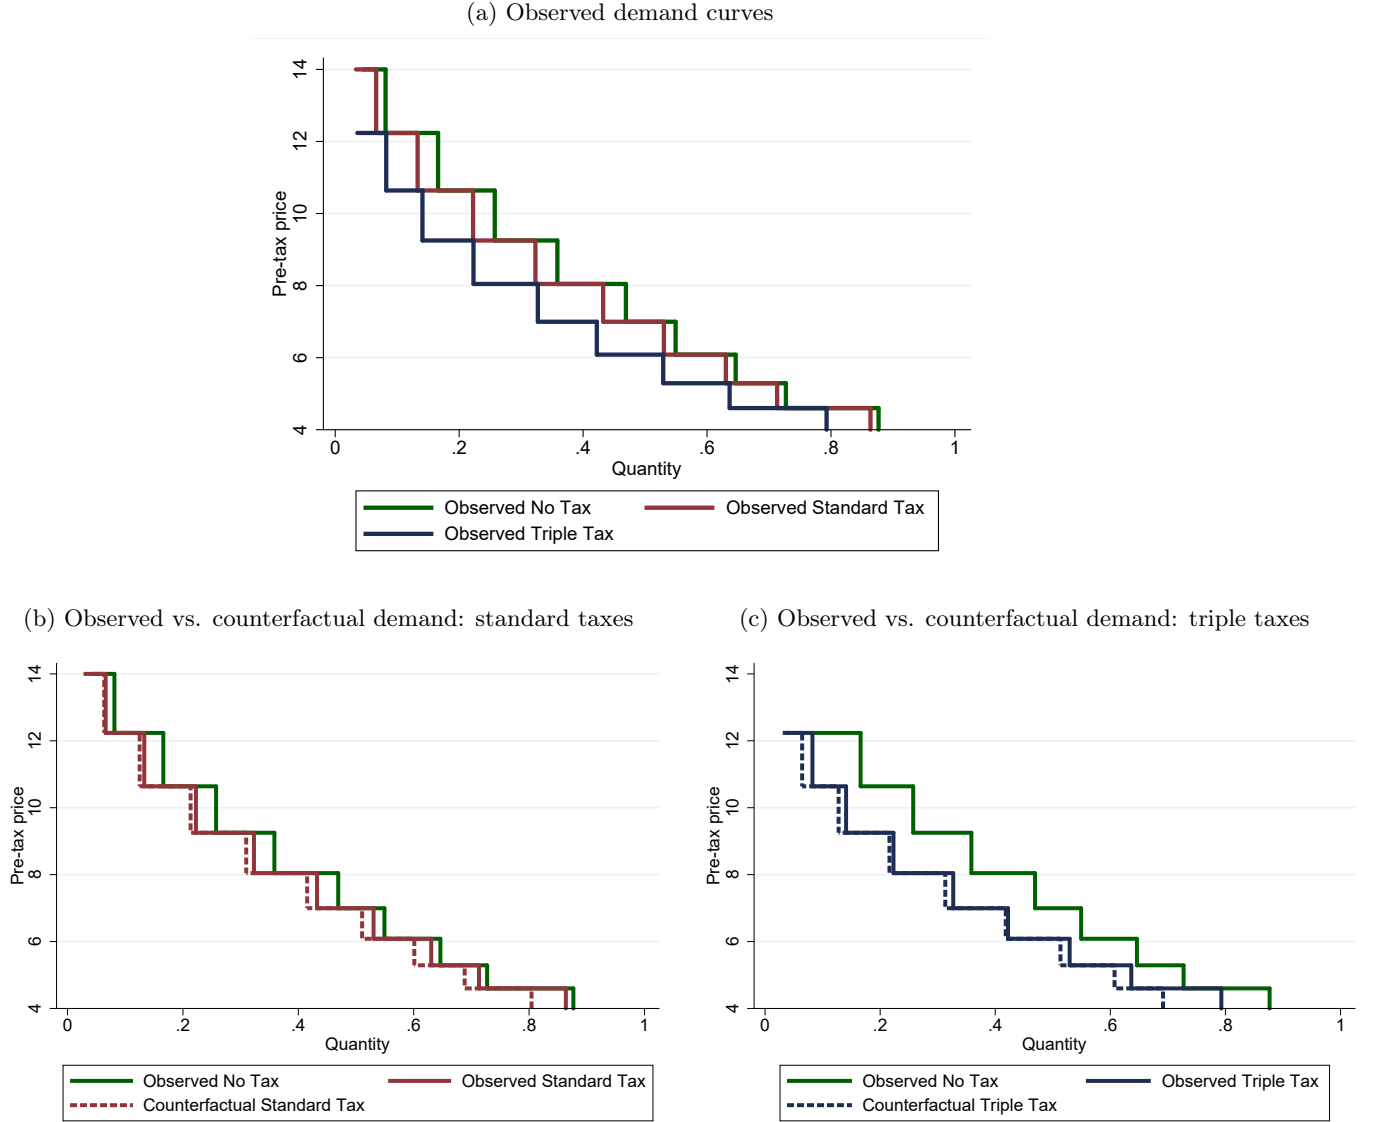 (a) Observed demand curves
Pre-tax price
14
12
10
8
6
4
0 .2 .4 .6 .8 1
Quantity
Observed No Tax Observed Standard Tax
Observed Triple Tax
(b) Observed vs. counterfactual demand: standard taxes
Pre-tax price
14
12
10
8
6
4
0 .2 .4 .6 .8 1
Quantity
Observed No Tax Observed Standard Tax
Counterfactual Standard Tax
(c) Observed vs. counterfactual demand: triple taxes
Pre-tax price
14
12
10
8
6
4
0 .2 .4 .6 .8 1
Quantity
Observed No Tax Observed Triple Tax
Counterfactual Triple Tax